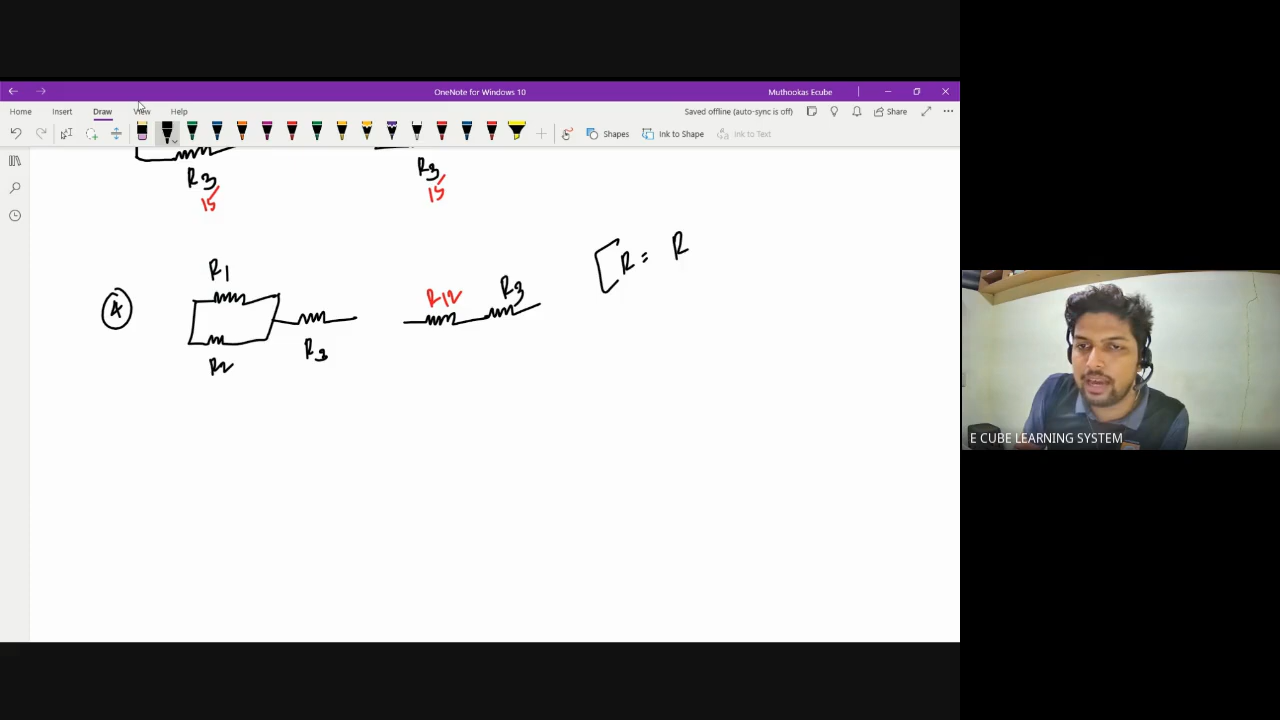 OneNote for Windows 10
Muthookas Ecube
Home Insert Draw View Help
Saved offline (auto-sync is off)
Share
Shapes
Ink to Shape
Ink to Text
R3
15
R3
15
4
R1
R2
R3
R12
R3
[R = R
E CUBE LEARNING SYSTEM